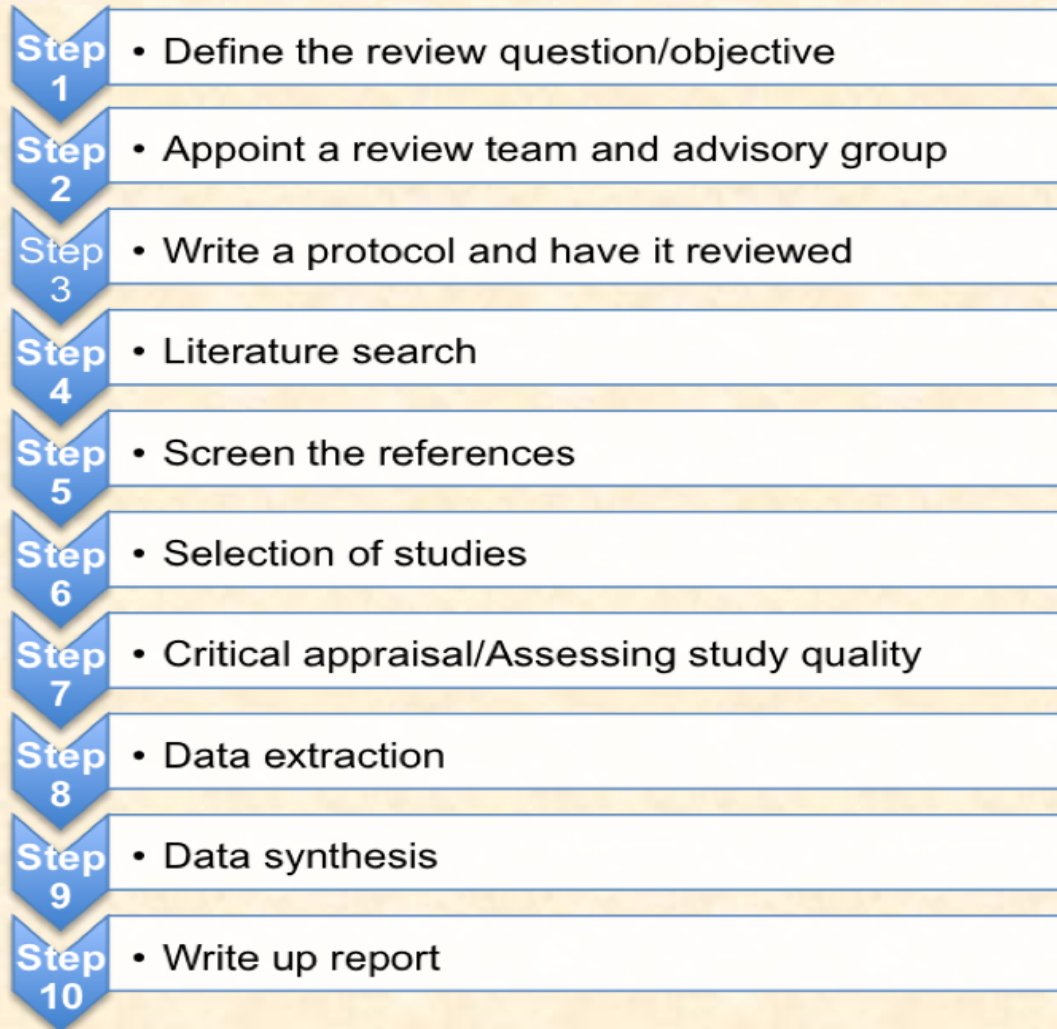 Step 1 • Define the review question/objective
Step 2 • Appoint a review team and advisory group
Step 3 • Write a protocol and have it reviewed
Step 4 • Literature search
Step 5 • Screen the references
Step 6 • Selection of studies
Step 7 • Critical appraisal/Assessing study quality
Step 8 • Data extraction
Step 9 • Data synthesis
Step 10 • Write up report